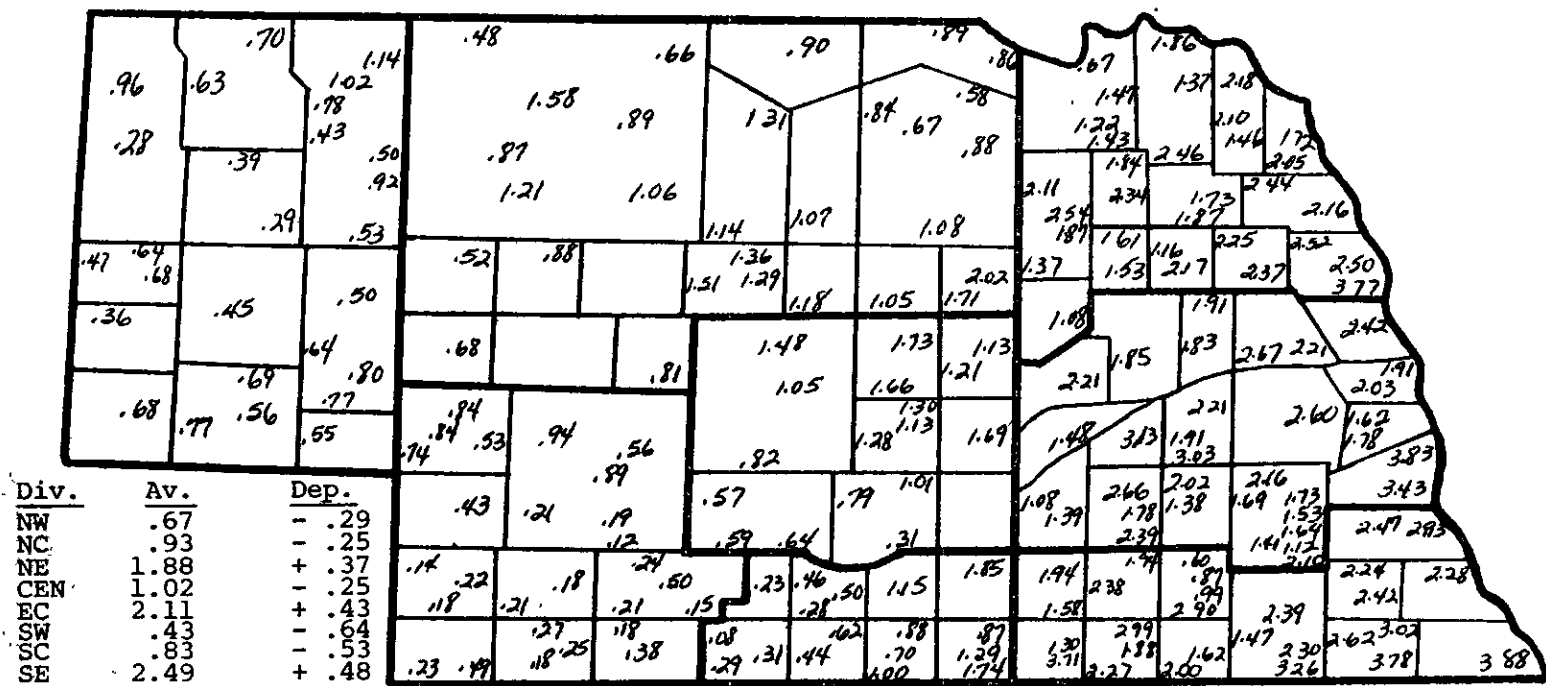 .48 .89
.70 .66 .90 .86 .67 1.86
1.14
.96 .63 1.02 1.58 .58 1.47 1.37 2.18
.78 .89 1.31 .84 .67 1.22 2.10
.28 .43 1.43 1.46 1.72
.39 .50 .87 .88 1.84 2.46 2.05
.92 1.21 1.06 2.11 2.34 1.73 2.44
.29 1.07 2.54 1.87 2.16
.53 1.14 1.08 1.87 1.61 1.16 2.25 2.52
.47 .64 .52 .88 1.36 1.37 1.53 2.17 2.37 2.50
.68 1.51 1.29 2.02 3.77
.50 1.18 1.05 1.71
.36 .45 1.08 1.91
.64 .68 1.48 1.73 1.13 1.85 1.83 2.67 2.21 2.42
.69 .80 .81 1.05 1.66 1.21 2.21 1.91
.77 2.03
.68 .77 .56 .84 1.30 2.21 2.60 1.62
.55 .74 .84 .53 .94 .56 1.28 1.13 1.69 1.48 3.13 1.91 1.78
.89 .82 3.03 3.83
Div. Av. Dep. .43 .57 .79 1.01 1.08 2.66 2.02 2.16 3.43
NW .67 - .29 .21 .19 1.39 1.78 1.38 1.69 1.73
NC .93 - .25 .12 .59 .64 .31 2.39 1.53 2.47 2.93
NE 1.88 + .37 .14 .24 1.94 .60 1.41 1.64 1.12 2.10
CEN 1.02 - .25 .22 .18 .50 .23 .46 .50 1.15 1.85 1.94 2.38 .87 2.24 2.28
EC 2.11 + .43 .18 .21 .21 .15 .28 1.58 .99 2.90 2.42
SW .43 - .64 .27 .18 .08 .62 .88 .87 1.30 2.99 2.39 3.02
SC .83 - .53 .25 .38 .31 .44 .70 1.29 3.71 1.88 1.62 1.47 2.30 2.62
SE 2.49 + .48 .23 .49 .18 .29 1.00 1.74 2.27 2.00 3.26 3.78 3.88